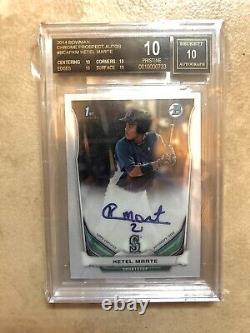 2014 BOWMAN
CHROME PROSPECT AUTOS
#BCAPKM KETEL MARTE
CENTERING 10 CORNERS 10
EDGES 10 SURFACE 10
10
PRISTINE
BECKETT
10
AUTOGRAPH
1st
B
2
S
KETEL MARTE
SHORTSTOP